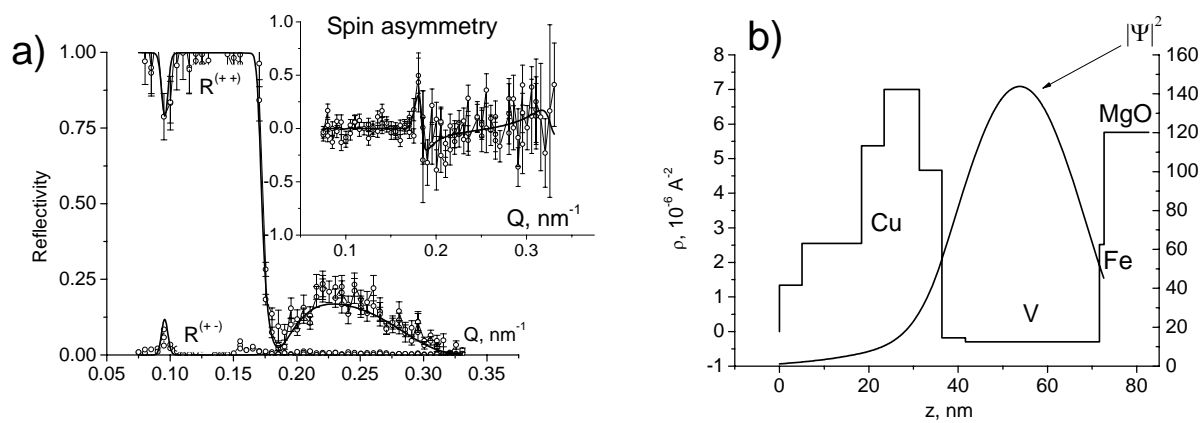 a)
Spin asymmetry
1.0
0.5
0.0
-0.5
1.0
0.1 0.2 0.3
Q, nm⁻¹
1.00
0.75
0.50
0.25
0.00
Reflectivity
R⁽⁺ ⁺⁾
R⁽⁺ ⁻⁾
Q, nm⁻¹
0.05 0.10 0.15 0.20 0.25 0.30 0.35
b)
|Ψ|²
8
7
6
5
4
3
2
1
0
-1
ρ, 10⁻⁶ A⁻²
Cu
V
Fe
MgO
160
140
120
100
80
60
40
20
0
0 20 40 60 80
z, nm